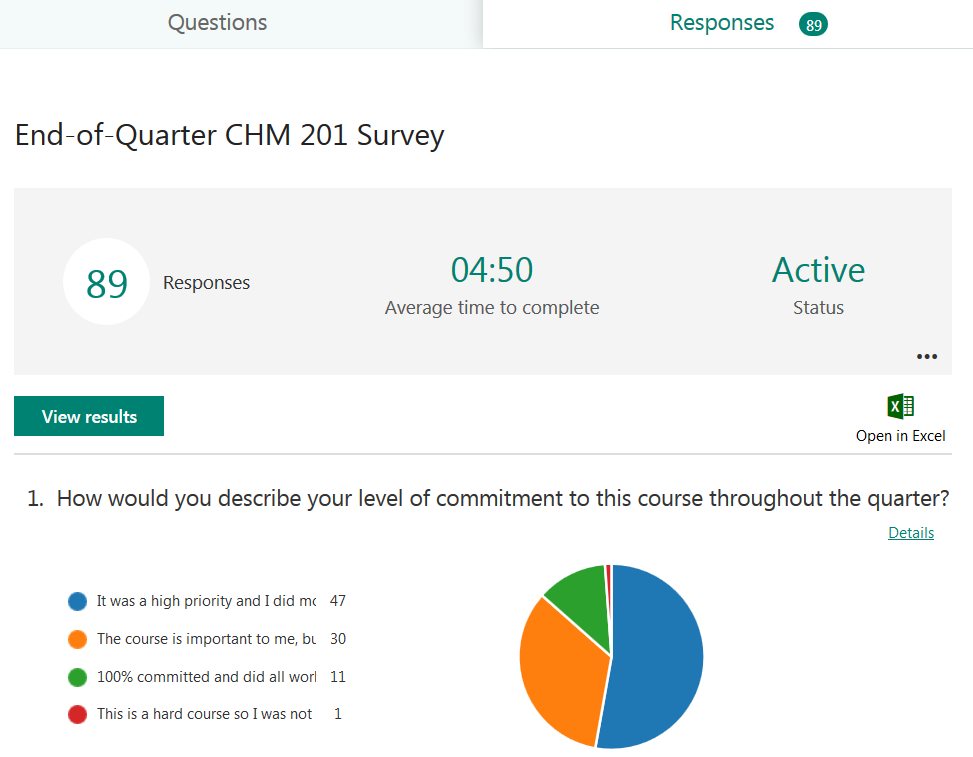 Questions
Responses 89
End-of-Quarter CHM 201 Survey
89 Responses
04:50
Average time to complete
Active
Status
View results
Open in Excel
1. How would you describe your level of commitment to this course throughout the quarter?
Details
It was a high priority and I did 47
The course is important to me, 30
100% committed and did all 11
This is a hard course so I was not 1